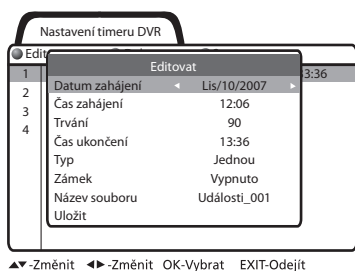 Nastavení timeru DVR
Edit
1 3:36
2
3
4
Editovat
Datum zahájení Lis/10/2007
Čas zahájení 12:06
Trvání 90
Čas ukončení 13:36
Typ Jednou
Zámek Vypnuto
Název souboru Události_001
Uložit
▲▼-Změnit ◀▶-Změnit OK-Vybrat EXIT-Odejít